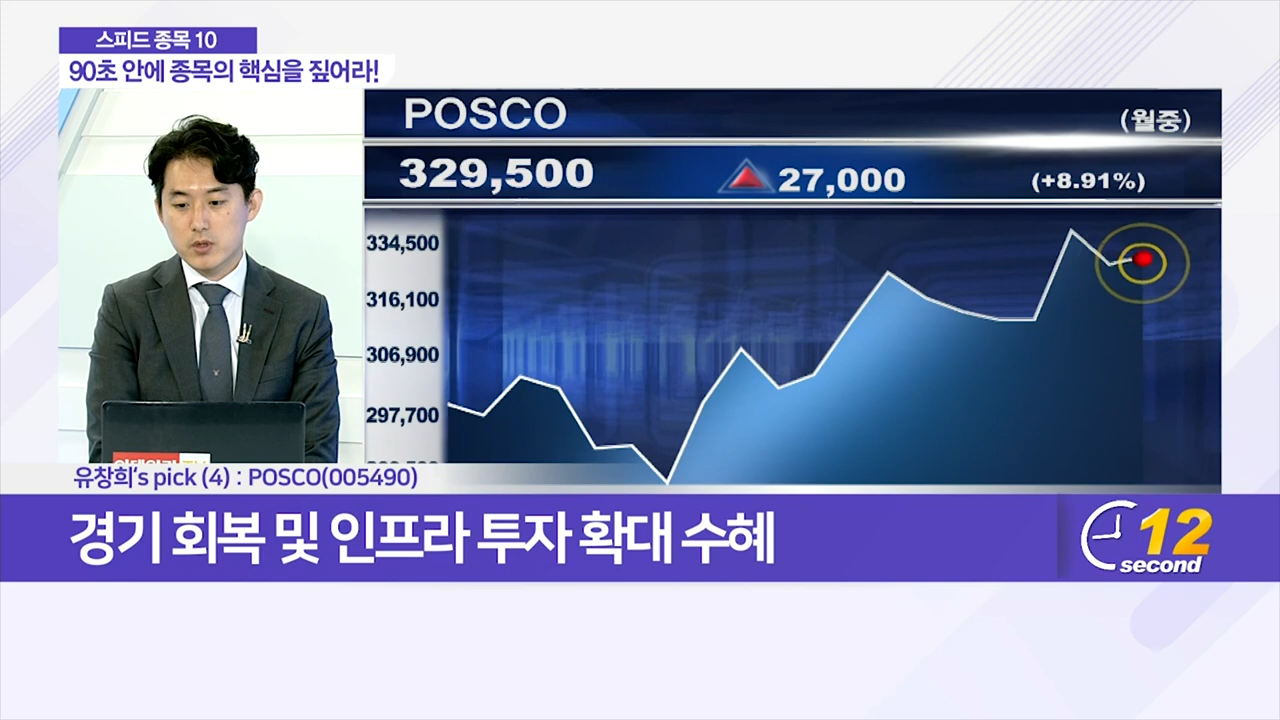 스피드 종목 10
90초 안에 종목의 핵심을 짚어라!
POSCO
(월중)
329,500
27,000
(+8.91%)
334,500
316,100
306,900
297,700
유창희's pick (4) : POSCO(005490)
경기 회복 및 인프라 투자 확대 수혜
12
second